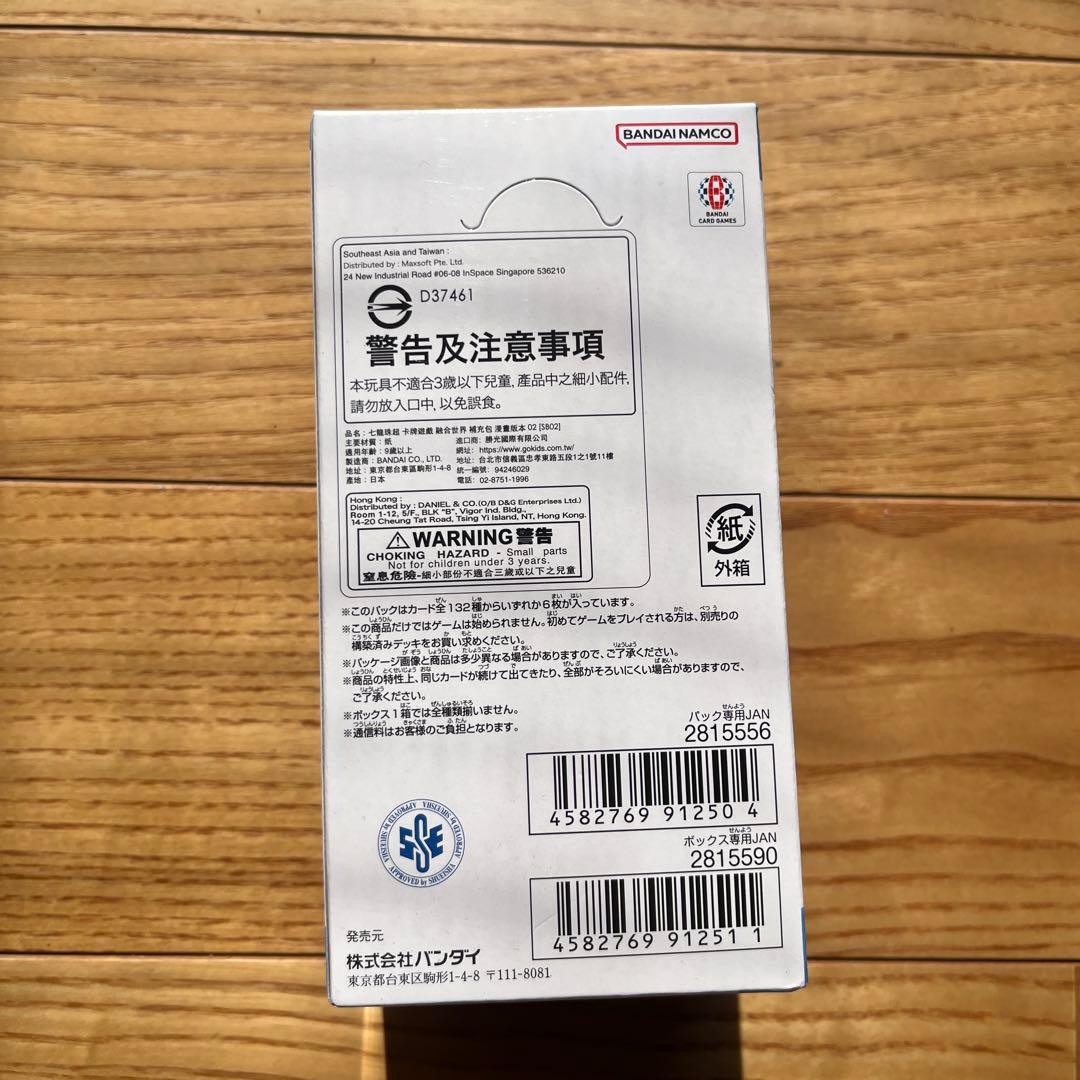 BANDAI NAMCO
BANDAI
CARD GAMES
Southeast Asia and Taiwan :
Distributed by : Maxsoft Pte. Ltd.
24 New Industrial Road #06-08 InSpace Singapore 536210
D37461
警告及注意事項
本玩具不適合3歲以下兒童, 產品中之細小配件,
請勿放入口中, 以免誤食。
品名 : 七龍珠超 卡牌遊戲 融合世界 補充包 漫畫版本 02 [SB02]
主要材質 : 紙 進口商 : 勝光國際有限公司
適用年齡 : 9歲以上 網址 : https://www.gokids.com.tw/
製造商 : BANDAI CO., LTD. 地址 : 台北市信義區忠孝東路五段1之1號11樓
地址 : 東京都台東區駒形1-4-8 統一編號 : 94246029
產地 : 日本 電話 : 02-8751-1996
Hong Kong :
Distributed by : DANIEL & CO.(O/B D&G Enterprises Ltd.)
Room 1-12, 5/F., BLK "B", Vigor Ind. Bldg.,
14-20 Cheung Tat Road, Tsing Yi Island, NT, Hong Kong.
WARNING 警告
CHOKING HAZARD - Small parts
Not for children under 3 years.
窒息危險-細小部份不適合三歲或以下之兒童
紙
外箱
※このパックはカード全132種からいずれか6枚が入っています。
※この商品だけではゲームは始められません。初めてゲームをプレイされる方は、別売りの
構築済みデッキをお買い求めください。
※パッケージ画像と商品は多少異なる場合がありますので、ご了承ください。
※商品の特性上、同じカードが続けて出てきたり、全部がそろいにくい場合がありますので、
ご了承ください。
※ボックス1箱では全種類揃いません。
※通信料はお客様のご負担となります。
パック専用JAN
2815556
4582769 91250 4
ボックス専用JAN
2815590
4582769 91251 1
APPROVED by SHUEISHA
APPROVED by SHUEISHA
APPROVED by SHUEISHA
SSE
発売元
株式会社バンダイ
東京都台東区駒形1-4-8 〒111-8081